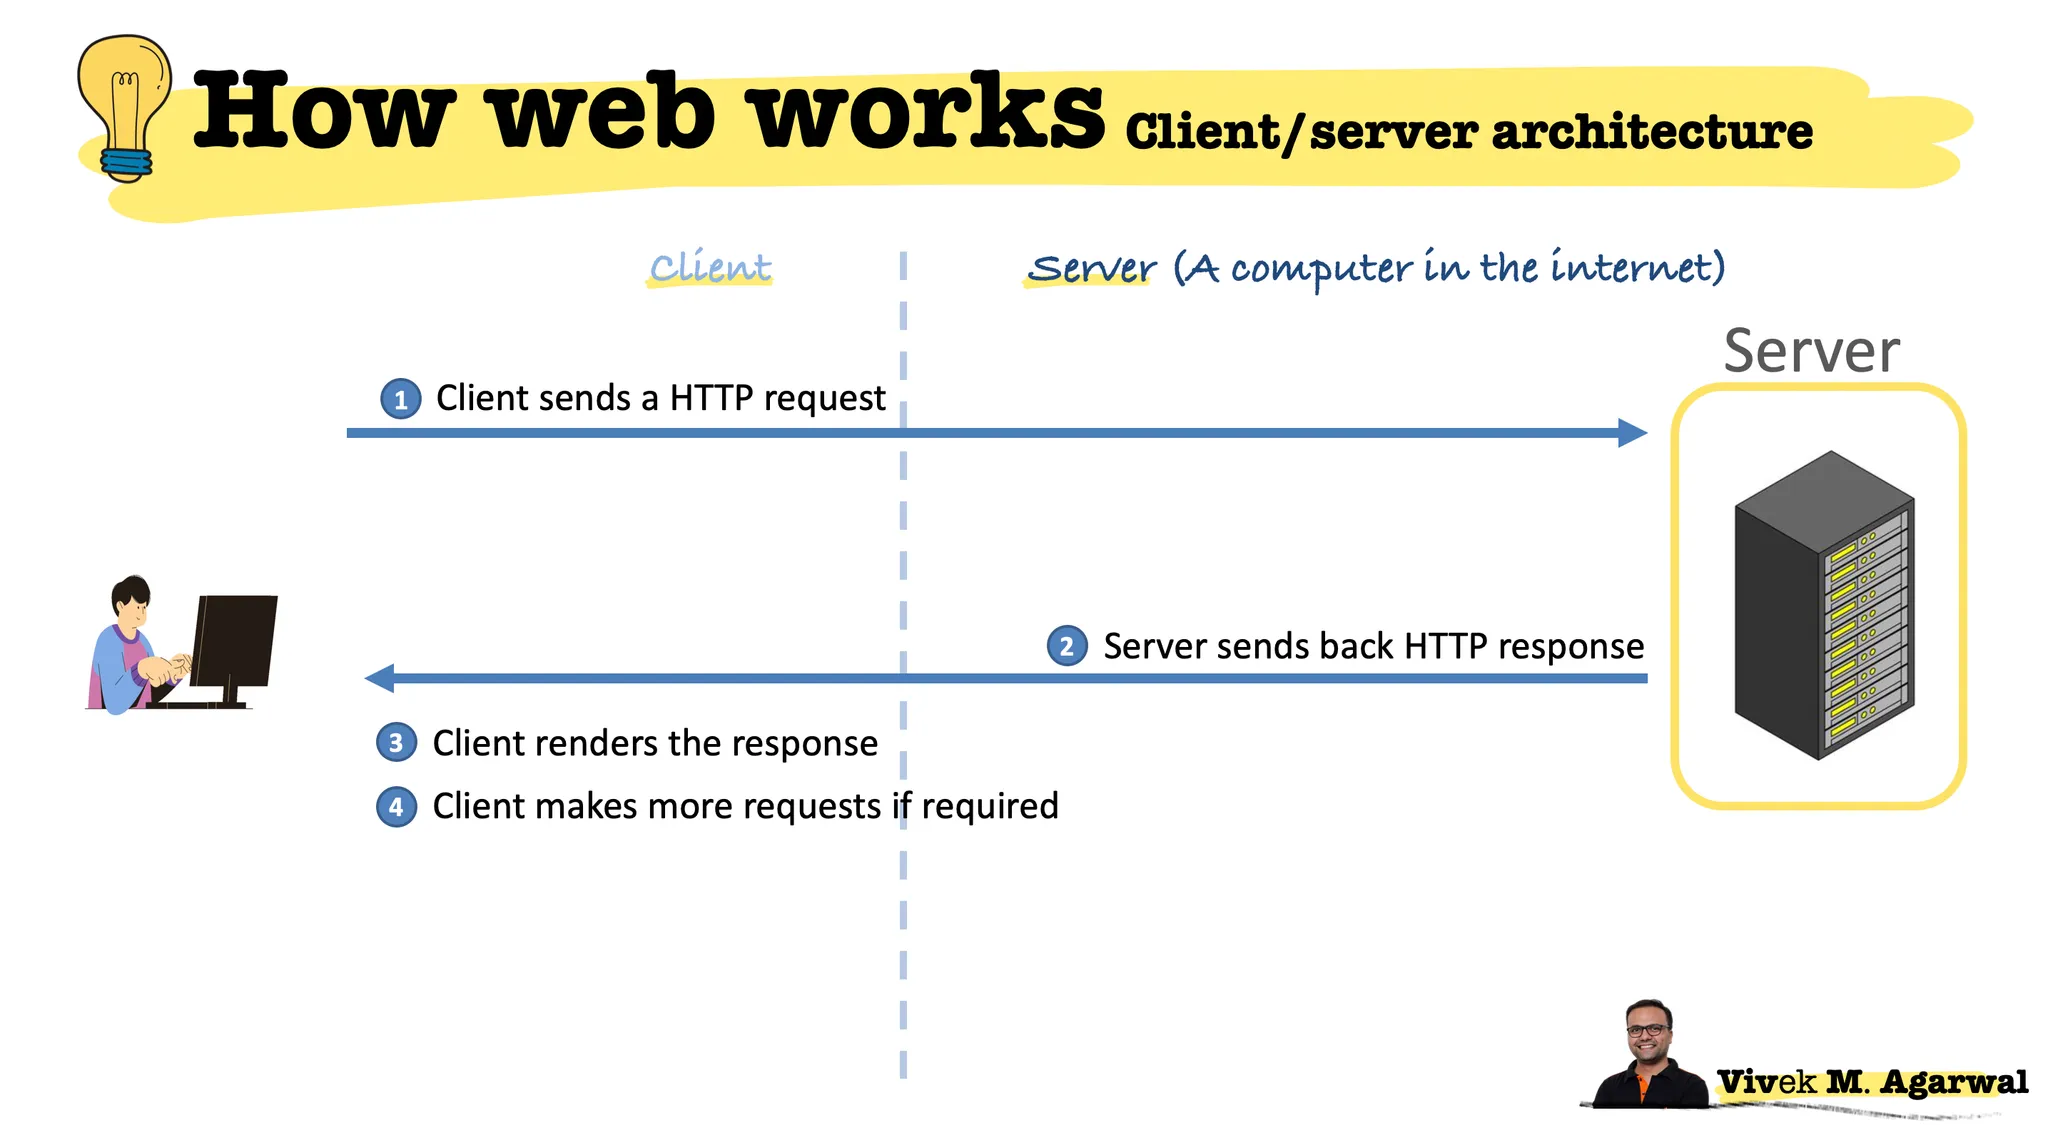 How web works Client/server architecture
Client
Server (A computer in the internet)
Server
1 Client sends a HTTP request
2 Server sends back HTTP response
3 Client renders the response
4 Client makes more requests if required
Vivek M. Agarwal